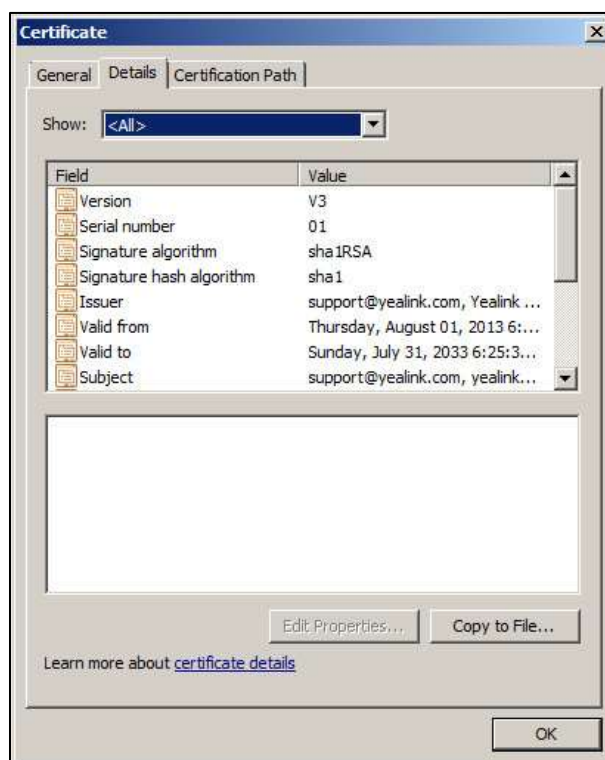 Certificate
General Details Certification Path
Show: <All>
Field Value
Version V3
Serial number 01
Signature algorithm sha1RSA
Signature hash algorithm sha1
Issuer support@yealink.com, Yealink ...
Valid from Thursday, August 01, 2013 6:...
Valid to Sunday, July 31, 2033 6:25:3...
Subject support@yealink.com, yealink...
Edit Properties... Copy to File...
Learn more about certificate details
OK